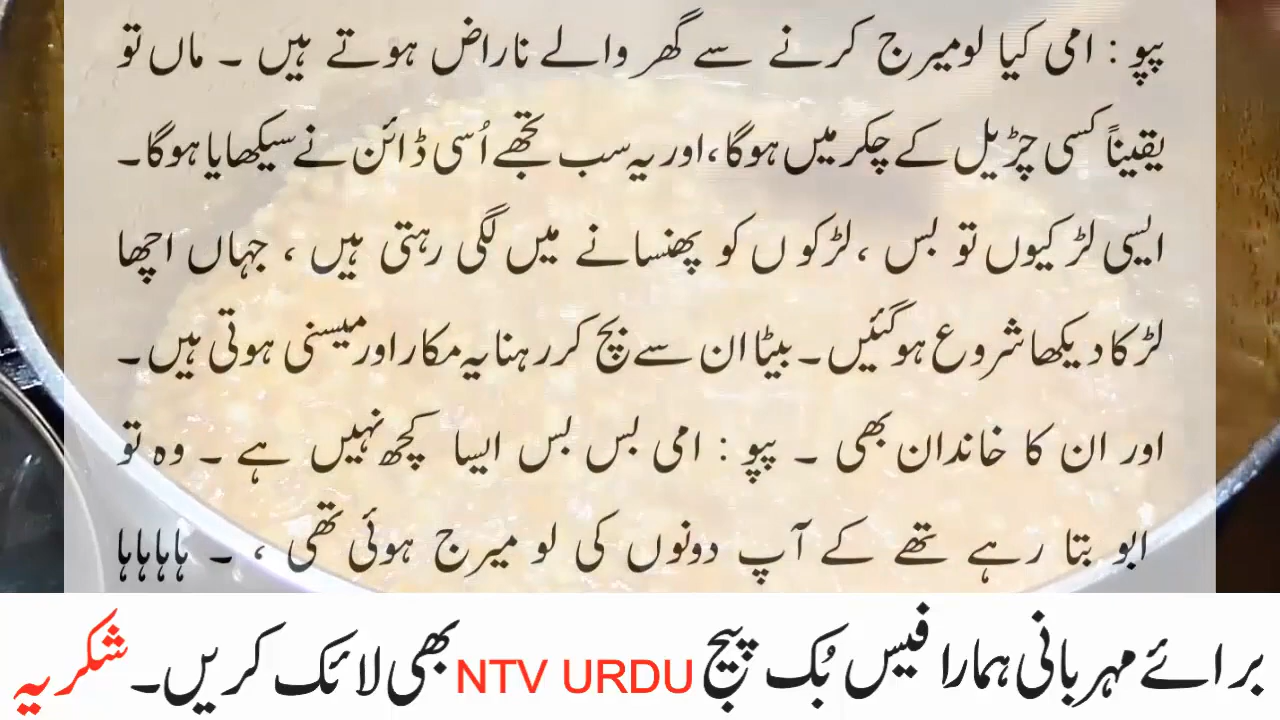 پپو : امی کیا لومیرج کرنے سے گھر والے ناراض ہوتے ہیں ۔ ماں تو
یقیناً کسی چڑیل کے چکر میں ہوگا، اور یہ سب تجھے اُسی ڈائن نے سیکھایا ہوگا۔
ایسی لڑکیوں تو بس ،لڑکو ں کو پھنسانے میں لگی رہتی ہیں ، جہاں اچھا
لڑکا دیکھا شروع ہوگئیں۔ بیٹا ان سے بچ کر رہنا یہ مکار اور میسنی ہوتی ہیں۔
اور ان کا خاندان بھی ۔ پپو : امی بس بس ایسا کچھ نہیں ہے ۔ وہ تو
ابو بتا رہے تھے کے آپ دونوں کی لو میرج ہوئی تھی ، ۔ ہاہاہاہا
برائے مہربانی ہمارا فیس بُک پیج NTV URDU بھی لائک کریں۔ شکریہ